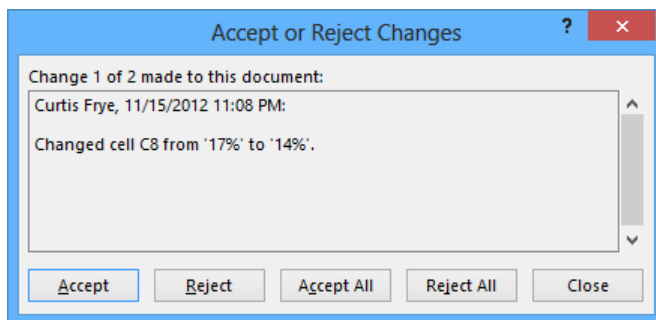 Accept or Reject Changes ? ×
Change 1 of 2 made to this document:
Curtis Frye, 11/15/2012 11:08 PM:
Changed cell C8 from '17%' to '14%'.
Accept Reject Accept All Reject All Close